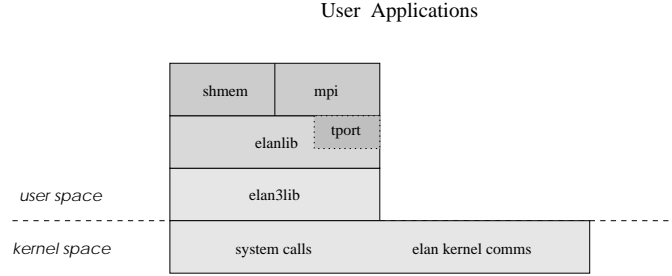 User Applications
shmem mpi
tport
elanlib
user space elan3lib
kernel space system calls elan kernel comms